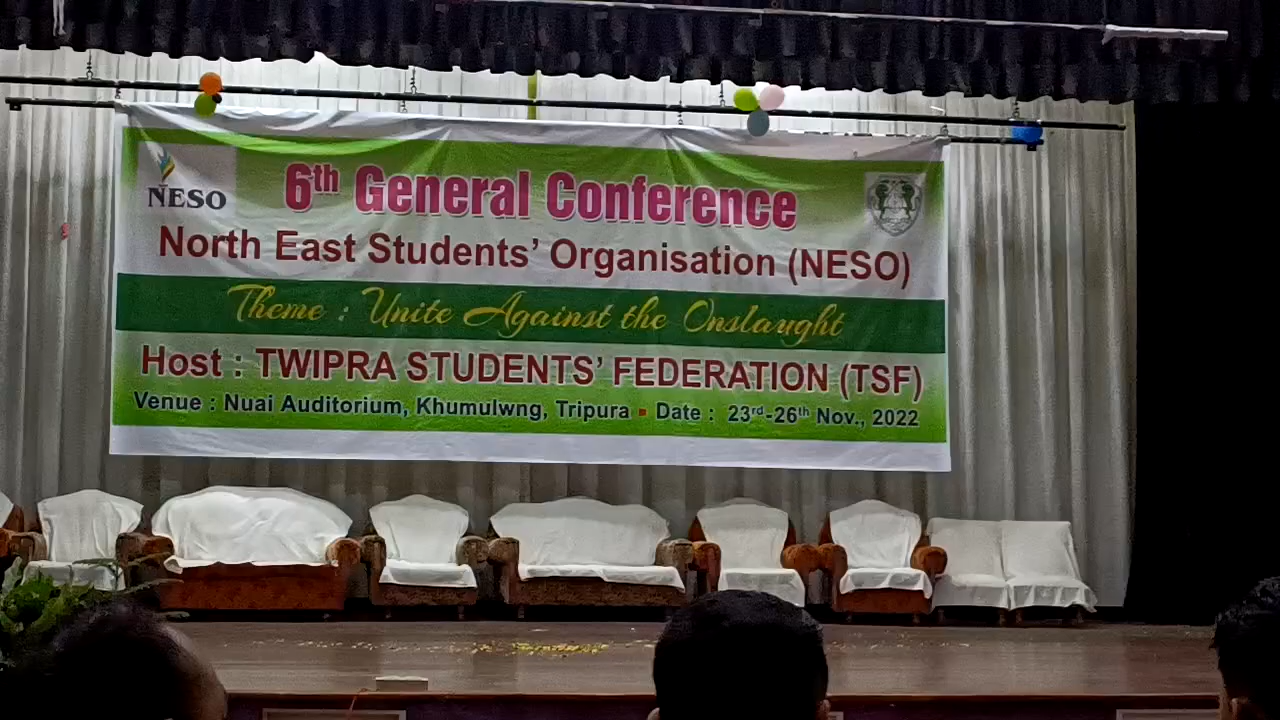 NESO
6th General Conference
North East Students' Organisation (NESO)
Theme : Unite Against the Onslaught
Host : TWIPRA STUDENTS' FEDERATION (TSF)
Venue : Nuai Auditorium, Khumulwng, Tripura ▪ Date : 23rd-26th Nov., 2022